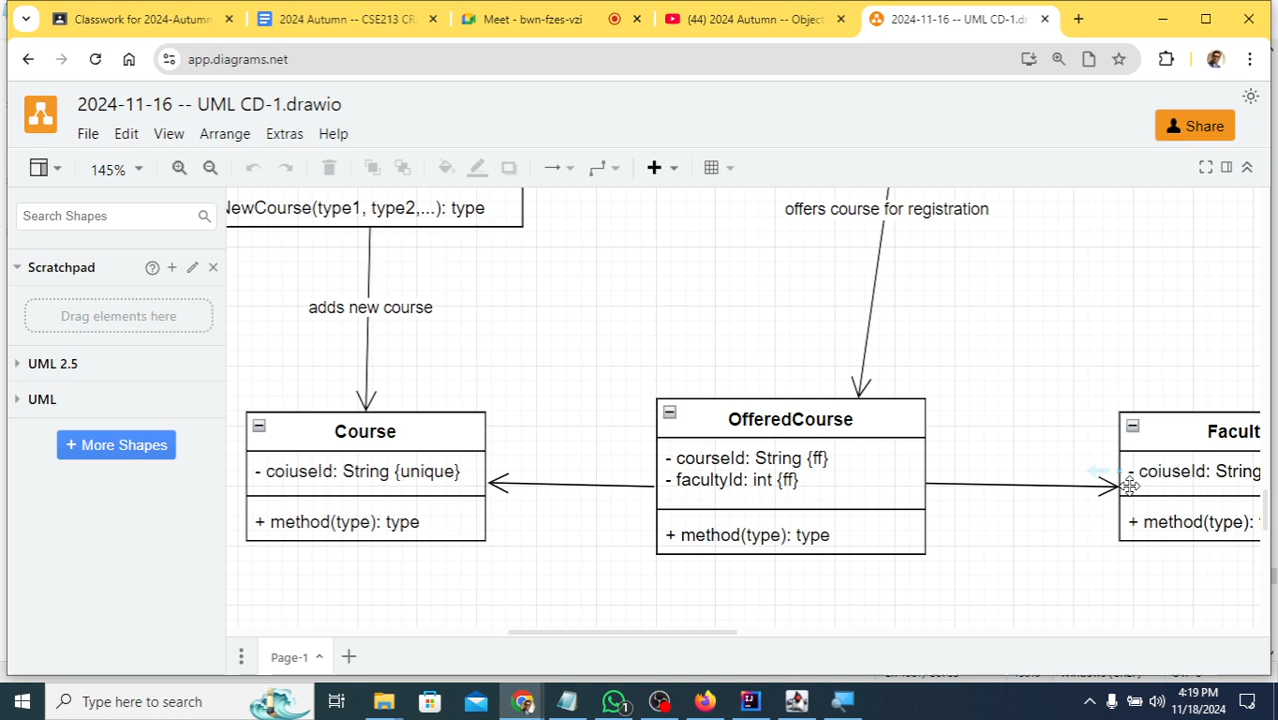 Classwork for 2024-Autumn
2024 Autumn -- CSE213 CR
Meet - bwn-fzes-vzi
(44) 2024 Autumn -- Object
2024-11-16 -- UML CD-1.dr
app.diagrams.net
2024-11-16 -- UML CD-1.drawio
File Edit View Arrange Extras Help
Share
145%
Search Shapes
Scratchpad
Drag elements here
UML 2.5
UML
+ More Shapes
NewCourse(type1, type2,...): type
offers course for registration
adds new course
Course
- coiuseId: String {unique}
+ method(type): type
OfferedCourse
- courseId: String {ff}
- facultyId: int {ff}
+ method(type): type
Facult
- coiuseId: String
+ method(type):
Page-1
Type here to search
1
4:19 PM
11/18/2024